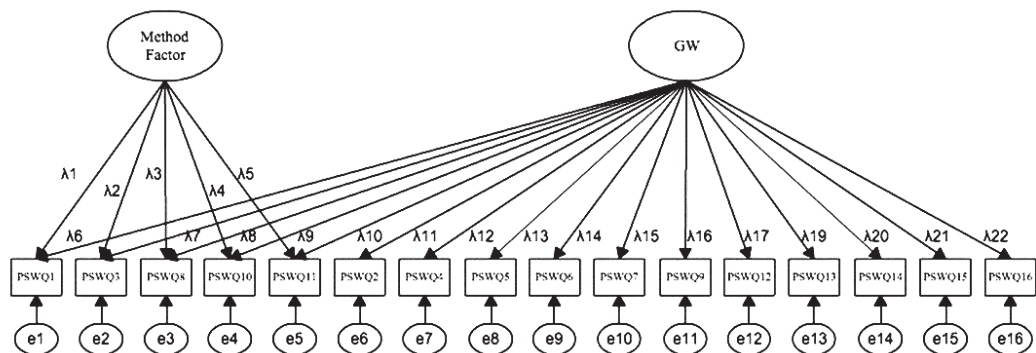 Method
Factor
GW
λ1
λ2
λ3
λ4
λ5
λ6
λ7
λ8
λ9
λ10
λ11
λ12
λ13
λ14
λ15
λ16
λ17
λ19
λ20
λ21
λ22
PSWQ1
PSWQ3
PSWQ8
PSWQ10
PSWQ11
PSWQ2
PSWQ4
PSWQ5
PSWQ6
PSWQ7
PSWQ9
PSWQ12
PSWQ13
PSWQ14
PSWQ15
PSWQ16
e1
e2
e3
e4
e5
e6
e7
e8
e9
e10
e11
e12
e13
e14
e15
e16